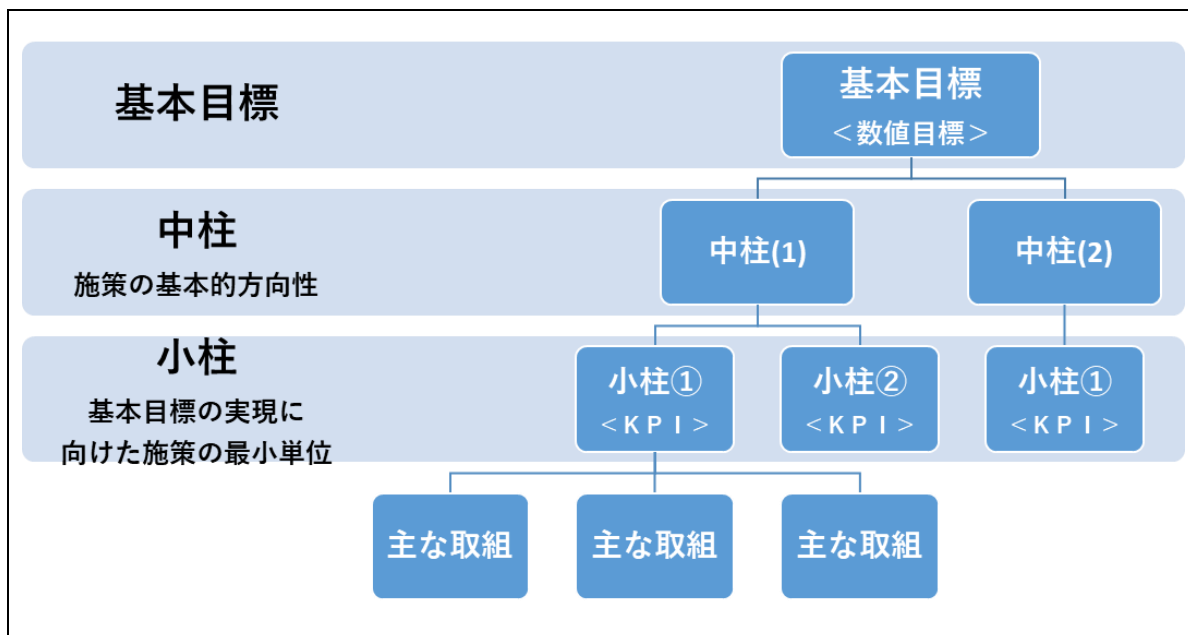 基本目標
基本目標
＜数値目標＞
中柱
施策の基本的方向性
中柱(1)
中柱(2)
小柱
基本目標の実現に
向けた施策の最小単位
小柱①
＜ＫＰＩ＞
小柱②
＜ＫＰＩ＞
小柱①
＜ＫＰＩ＞
主な取組
主な取組
主な取組